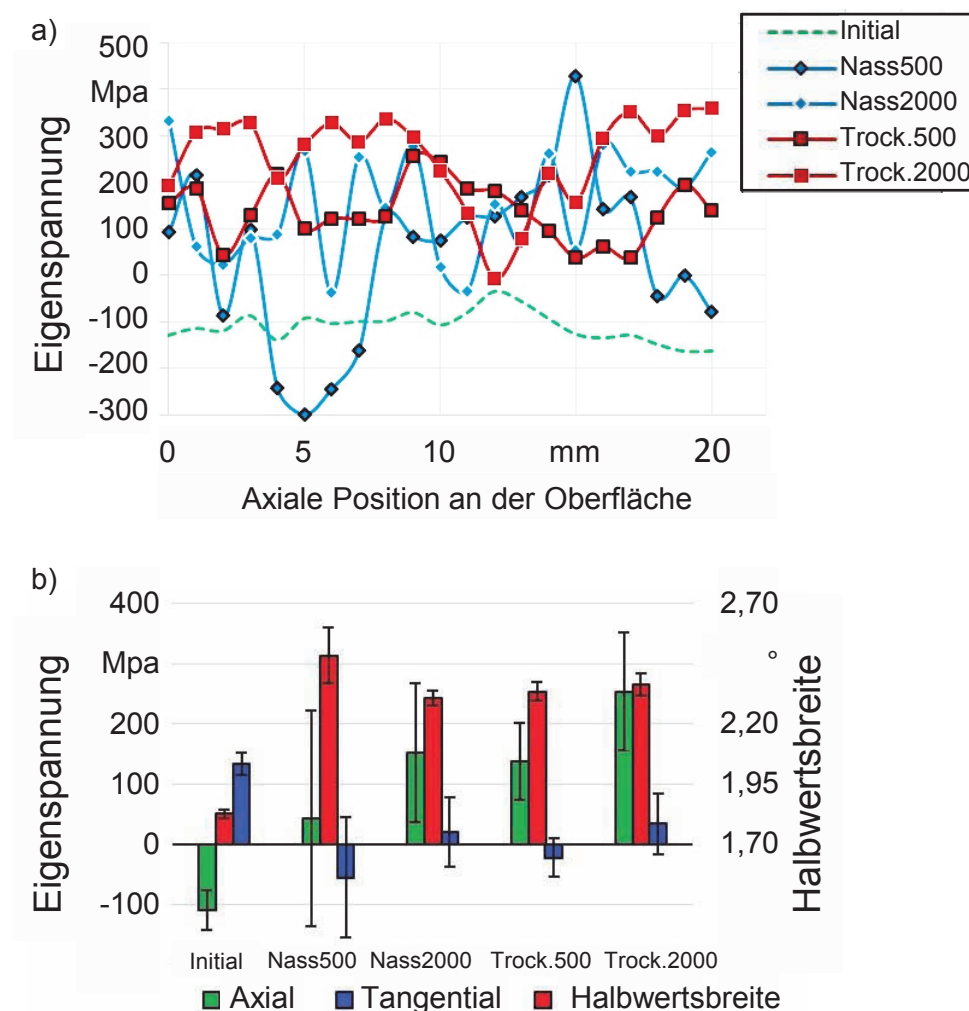 a)
500
Mpa
300
200
100
0
-100
-200
-300
Eigenspannung
0 5 10 mm 20
Axiale Position an der Oberfläche
Initial
Nass500
Nass2000
Trock.500
Trock.2000
b)
400
Mpa
200
100
0
-100
Eigenspannung
2,70
°
2,20
1,95
1,70
Halbwertsbreite
Initial Nass500 Nass2000 Trock.500 Trock.2000
Axial Tangential Halbwertsbreite